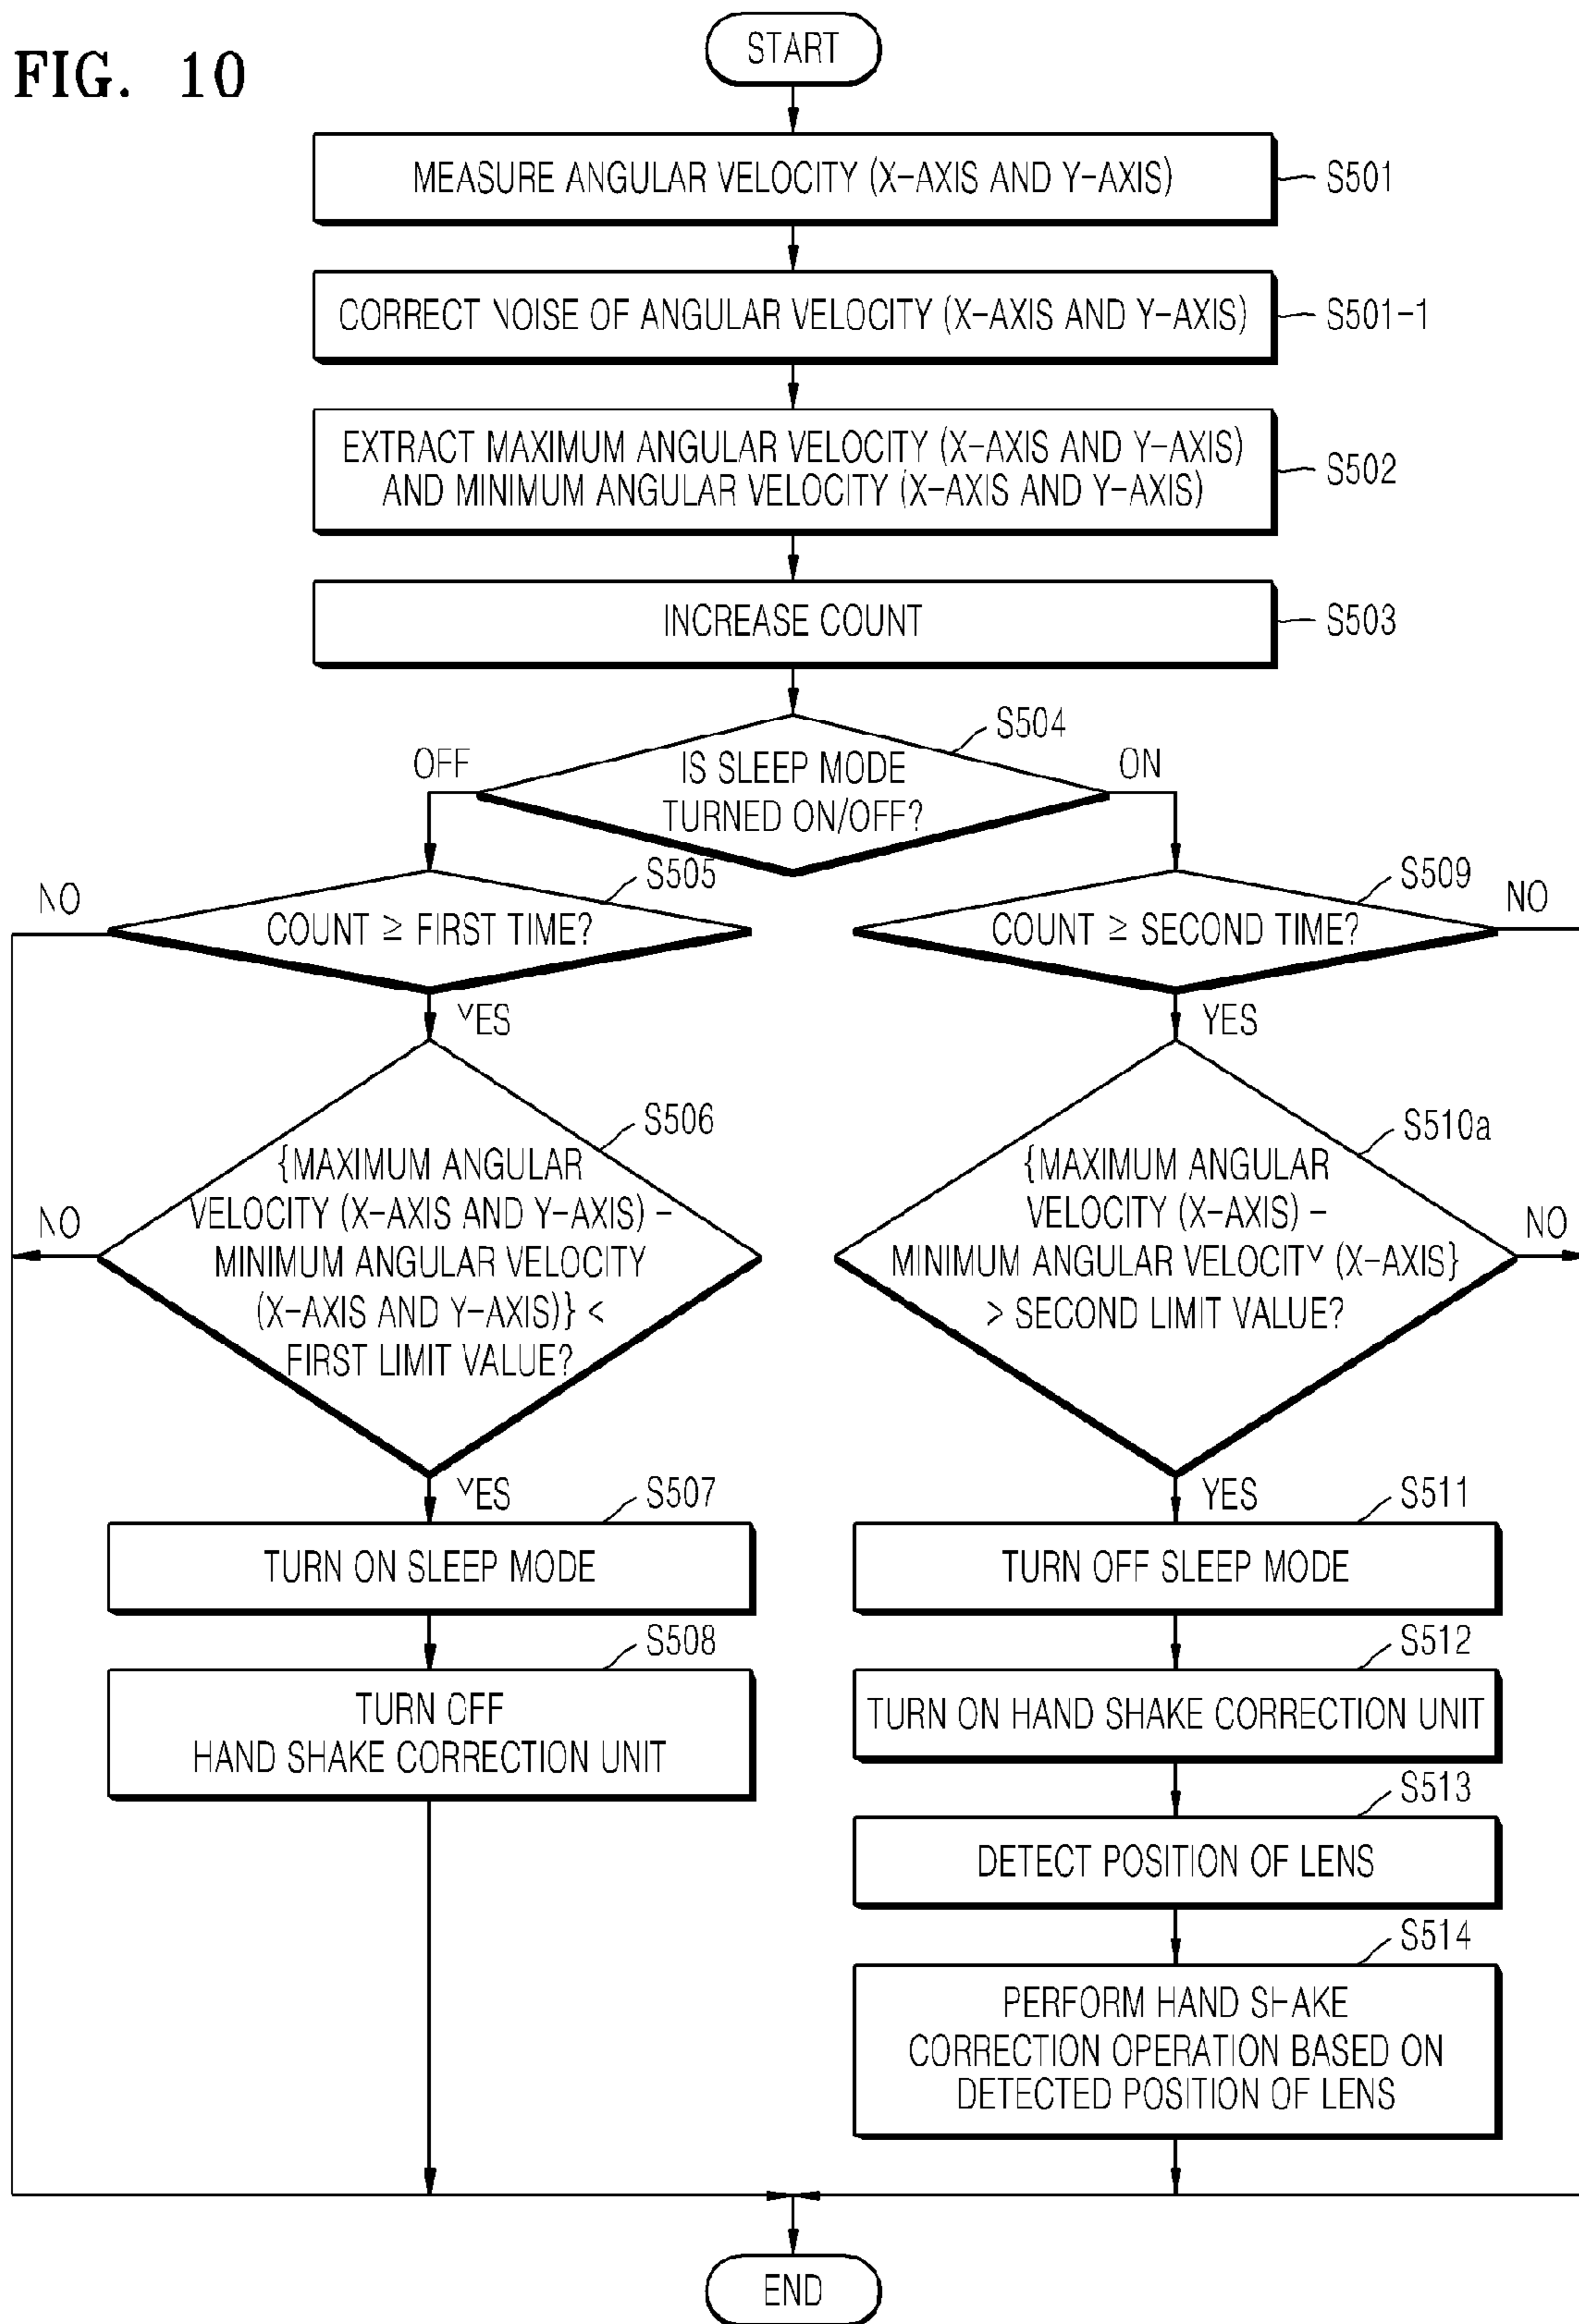 FIG. 10
START
MEASURE ANGULAR VELOCITY (X-AXIS AND Y-AXIS)
S501
CORRECT NOISE OF ANGULAR VELOCITY (X-AXIS AND Y-AXIS)
S501-1
EXTRACT MAXIMUM ANGULAR VELOCITY (X-AXIS AND Y-AXIS)
AND MINIMUM ANGULAR VELOCITY (X-AXIS AND Y-AXIS)
S502
INCREASE COUNT
S503
S504
IS SLEEP MODE
TURNED ON/OFF?
OFF
ON
S505
NO
COUNT ≥ FIRST TIME?
YES
S509
NO
COUNT ≥ SECOND TIME?
YES
S506
{MAXIMUM ANGULAR
VELOCITY (X-AXIS AND Y-AXIS) -
MINIMUM ANGULAR VELOCITY
(X-AXIS AND Y-AXIS)} <
FIRST LIMIT VALUE?
NO
YES
S510a
{MAXIMUM ANGULAR
VELOCITY (X-AXIS) -
MINIMUM ANGULAR VELOCITY (X-AXIS}
> SECOND LIMIT VALUE?
NO
YES
S507
TURN ON SLEEP MODE
S508
TURN OFF
HAND SHAKE CORRECTION UNIT
S511
TURN OFF SLEEP MODE
S512
TURN ON HAND SHAKE CORRECTION UNIT
S513
DETECT POSITION OF LENS
S514
PERFORM HAND SHAKE
CORRECTION OPERATION BASED ON
DETECTED POSITION OF LENS
END